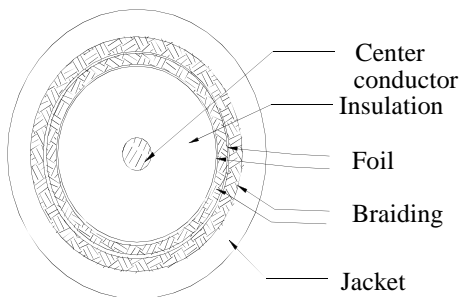 Center
conductor
Insulation
Foil
Braiding
Jacket